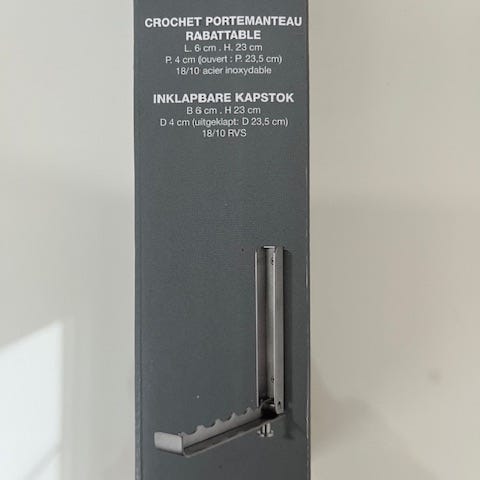 CROCHET PORTEMANTEAU
RABATTABLE
L. 6 cm . H. 23 cm
P. 4 cm (ouvert : P. 23,5 cm)
18/10 acier inoxydable
INKLAPBARE KAPSTOK
B 6 cm . H 23 cm
D 4 cm (uitgeklapt: D 23,5 cm)
18/10 RVS